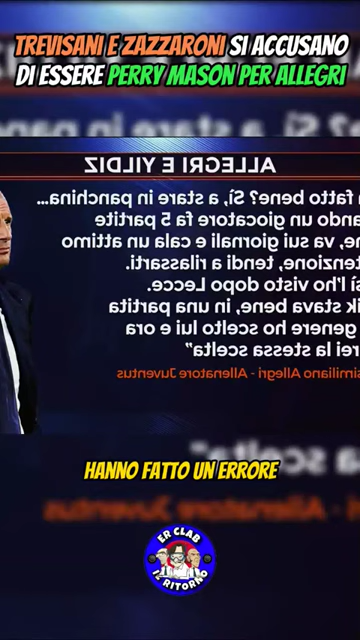 TREVISANI E ZAZZARONI SI ACCUSANO
DI ESSERE PERRY MASON PER ALLEGRI
ALLEGRI E YILDIZ
fatto bene? Sì, a stare in panchina...
ando un giocatore fa 5 partite
ne, va sui giornali e cala un attimo
tenzione, tendi a rilassarti.
sì l'ho visto dopo Lecce.
ik stava bene, in una partita
genere ho scelto lui e ora
rei la stessa scelta"
ssimiliano Allegri - Allenatore Juventus
HANNO FATTO UN ERRORE
ER CLAB
IL RITORNO